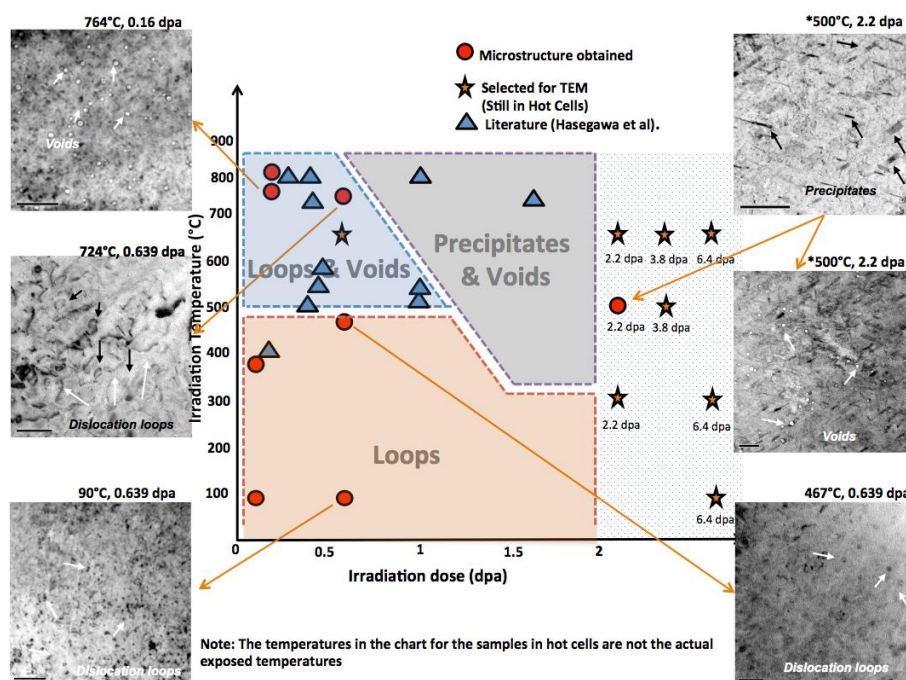 764°C, 0.16 dpa
Voids
724°C, 0.639 dpa
Dislocation loops
90°C, 0.639 dpa
Dislocation loops
Microstructure obtained
Selected for TEM
(Still in Hot Cells)
Literature (Hasegawa et al).
Irradiation Temperature (°C)
900
800
700
600
500
400
300
200
100
0
0.5
1
1.5
2
Irradiation dose (dpa)
Loops & Voids
Precipitates
& Voids
Loops
2.2 dpa
3.8 dpa
6.4 dpa
2.2 dpa
3.8 dpa
2.2 dpa
6.4 dpa
6.4 dpa
*500°C, 2.2 dpa
Precipitates
*500°C, 2.2 dpa
Voids
467°C, 0.639 dpa
Dislocation loops
Note: The temperatures in the chart for the samples in hot cells are not the actual
exposed temperatures